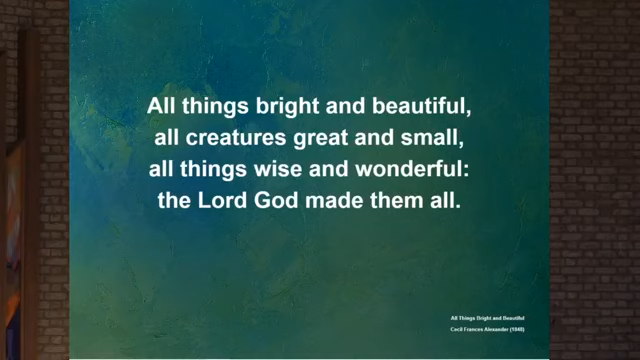 All things bright and beautiful,
all creatures great and small,
all things wise and wonderful:
the Lord God made them all.
All Things Bright and Beautiful
Cecil Frances Alexander (1848)